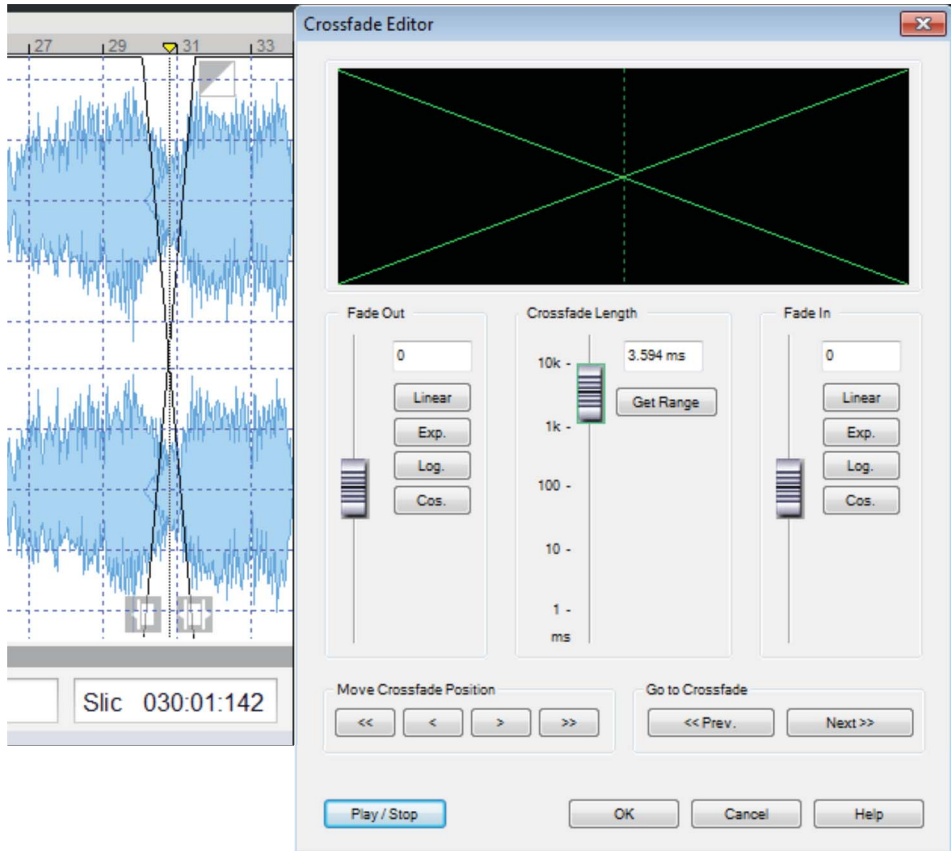 27 29 31 33
Slic 030:01:142
Crossfade Editor
Fade Out
0
Linear
Exp.
Log.
Cos.
Crossfade Length
10k -
1k -
100 -
10 -
1 -
ms
3.594 ms
Get Range
Fade In
0
Linear
Exp.
Log.
Cos.
Move Crossfade Position
<< < > >>
Go to Crossfade
<< Prev. Next >>
Play / Stop OK Cancel Help